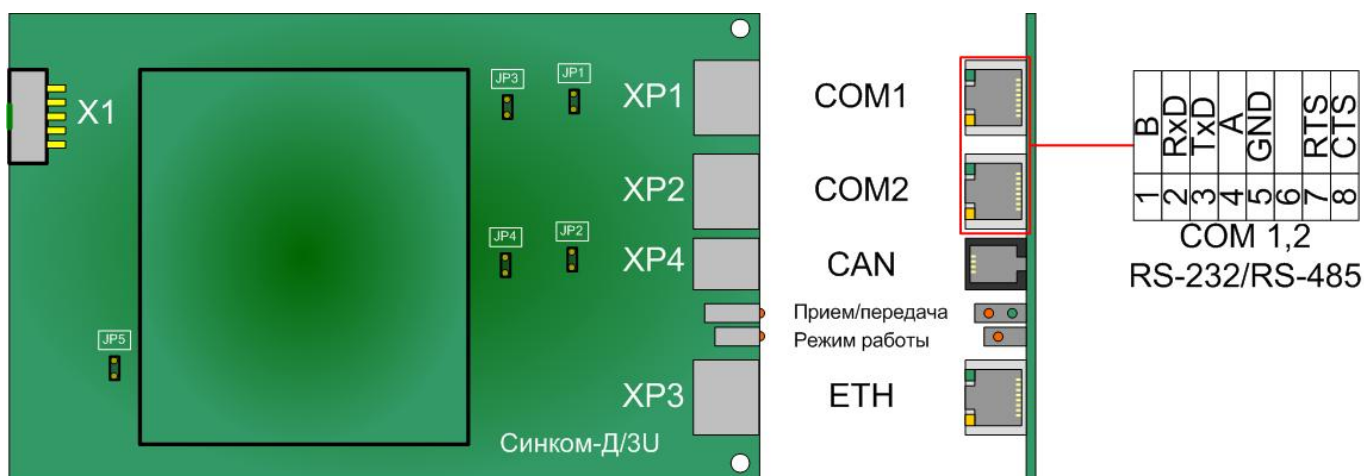 X1
JP3
JP1
XP1
XP2
JP4
JP2
XP4
JP5
XP3
Синком-Д/3U
COM1
COM2
CAN
Прием/передача
Режим работы
ETH
1 B
2 RxD
3 TxD
4 A
5 GND
6
7 RTS
8 CTS
COM 1,2
RS-232/RS-485